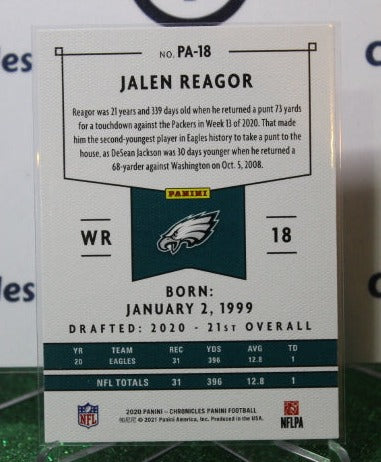 NO. PA-18
JALEN REAGOR
Reagor was 21 years and 339 days old when he returned a punt 73 yards
for a touchdown against the Packers in Week 13 of 2020. That made
him the second-youngest player in Eagles history to take a punt to the
house, as DeSean Jackson was 30 days younger when he returned a
68-yarder against Washington on Oct. 5, 2008.
PANINI
WR 18
BORN:
JANUARY 2, 1999
DRAFTED: 2020 - 21ST OVERALL
YR TEAM REC YDS AVG TD
20 EAGLES 31 396 12.8 1
NFL TOTALS 31 396 12.8 1
2020 PANINI – CHRONICLES PANINI FOOTBALL
© 2021 Panini America, Inc. Produced in the USA.
NFL
NFLPA
les